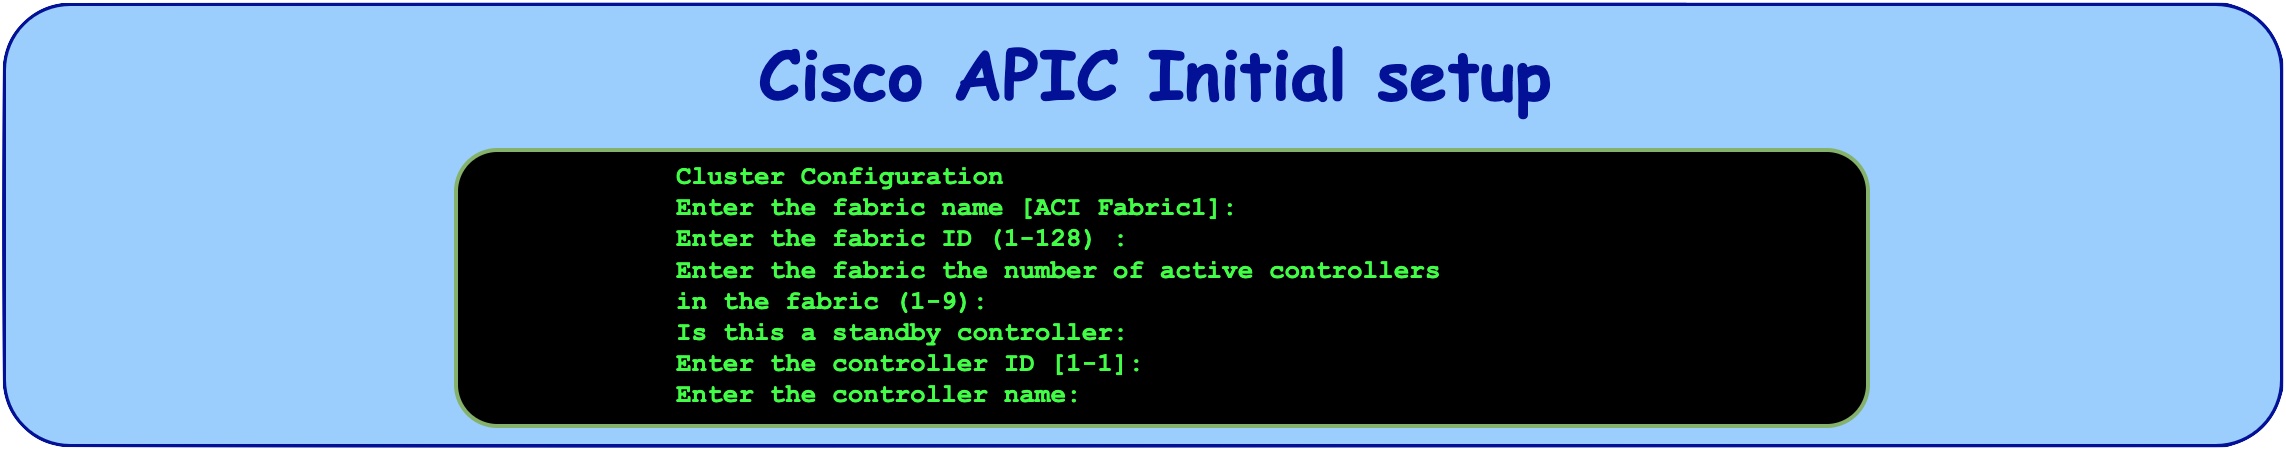 Cisco APIC Initial setup
Cluster Configuration
Enter the fabric name [ACI Fabric1]:
Enter the fabric ID (1-128) :
Enter the fabric the number of active controllers
in the fabric (1-9):
Is this a standby controller:
Enter the controller ID [1-1]:
Enter the controller name: